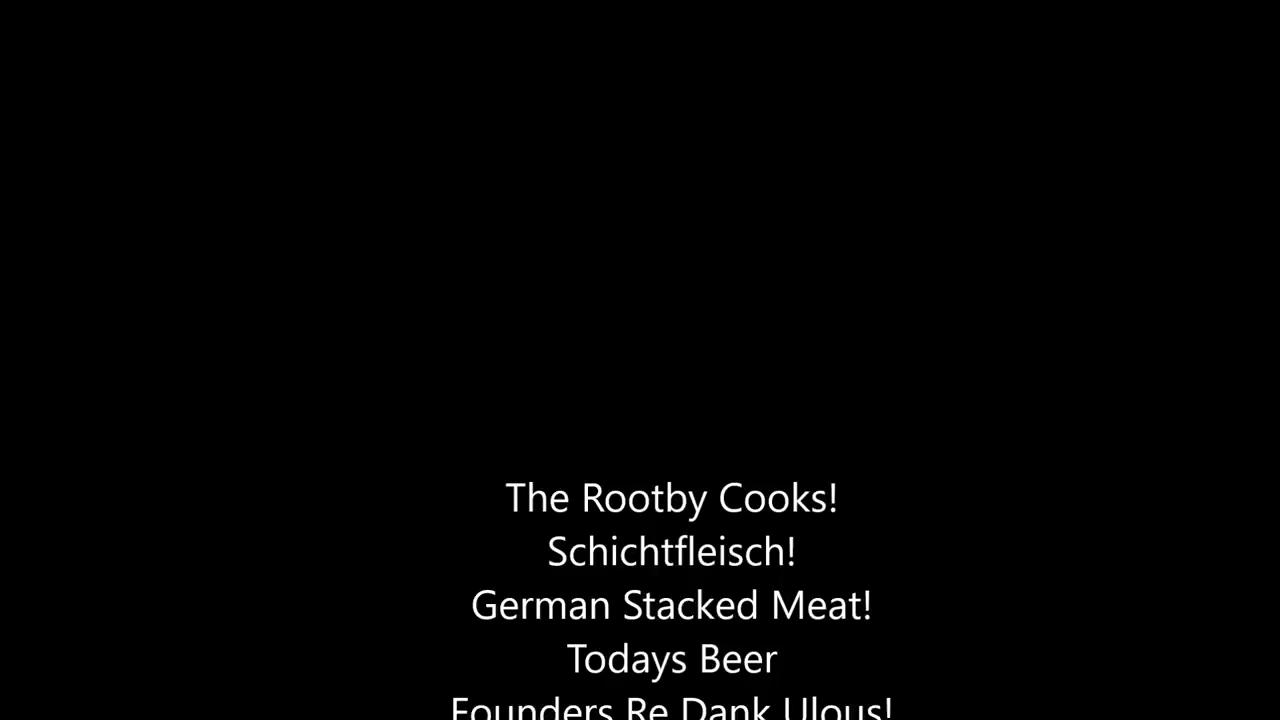 The Rootby Cooks!
Schichtfleisch!
German Stacked Meat!
Todays Beer
Founders Re Dank Ulous!